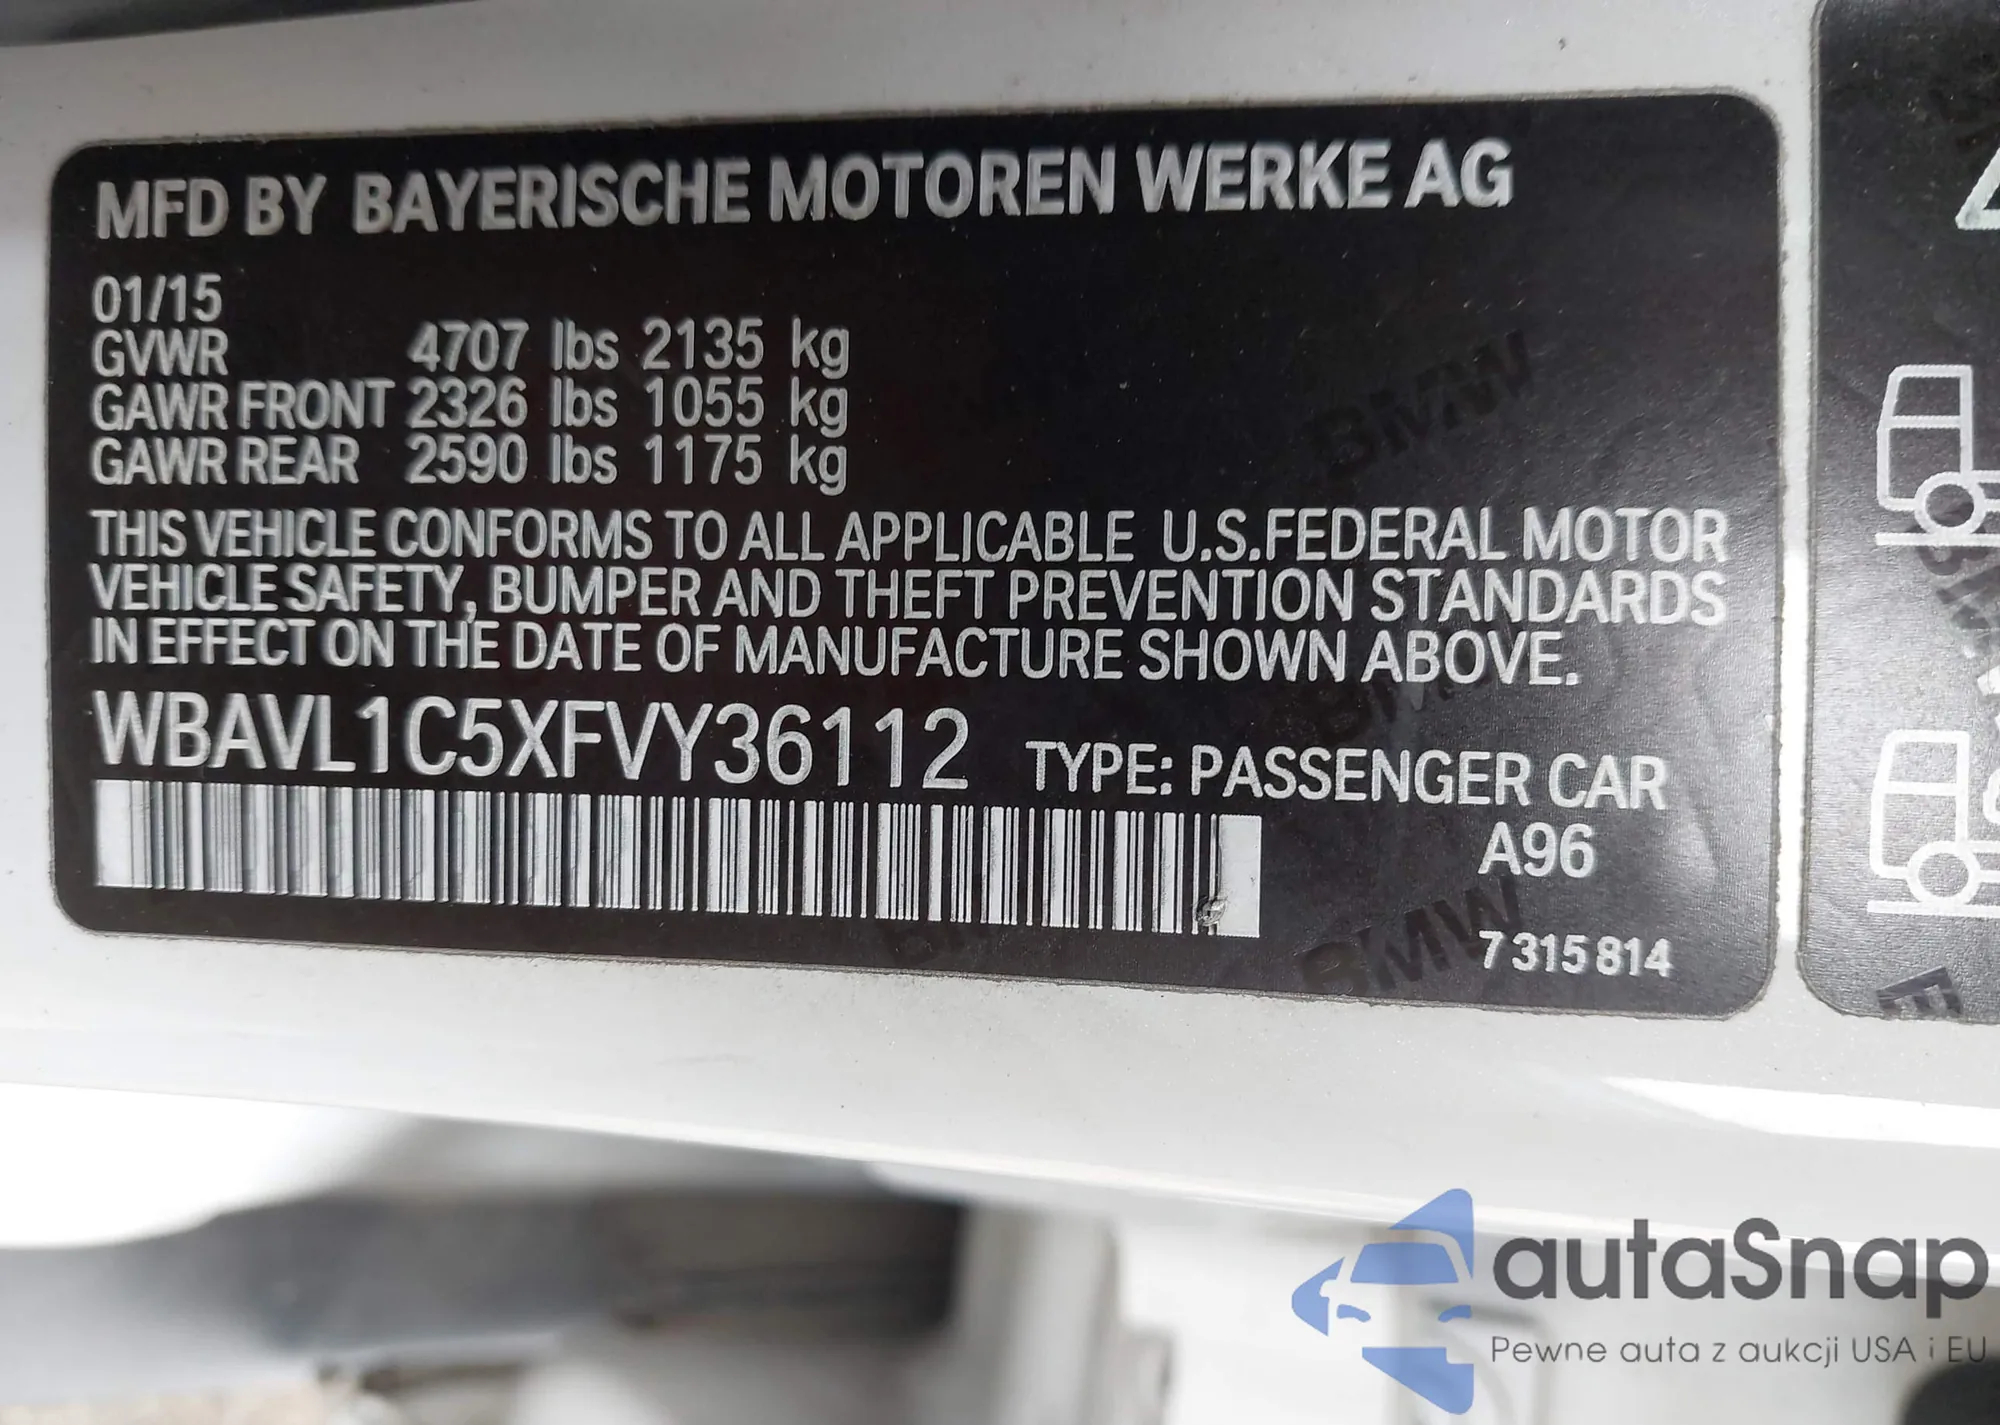 MFD BY BAYERISCHE MOTOREN WERKE AG
01/15
GVWR 4707 lbs 2135 kg
GAWR FRONT 2326 lbs 1055 kg
GAWR REAR 2590 lbs 1175 kg
THIS VEHICLE CONFORMS TO ALL APPLICABLE U.S.FEDERAL MOTOR
VEHICLE SAFETY, BUMPER AND THEFT PREVENTION STANDARDS
IN EFFECT ON THE DATE OF MANUFACTURE SHOWN ABOVE.
WBAVL1C5XFVY36112 TYPE: PASSENGER CAR
A96
7 315 814
BMW
BMW
autaSnap
Pewne auta z aukcji USA i EU